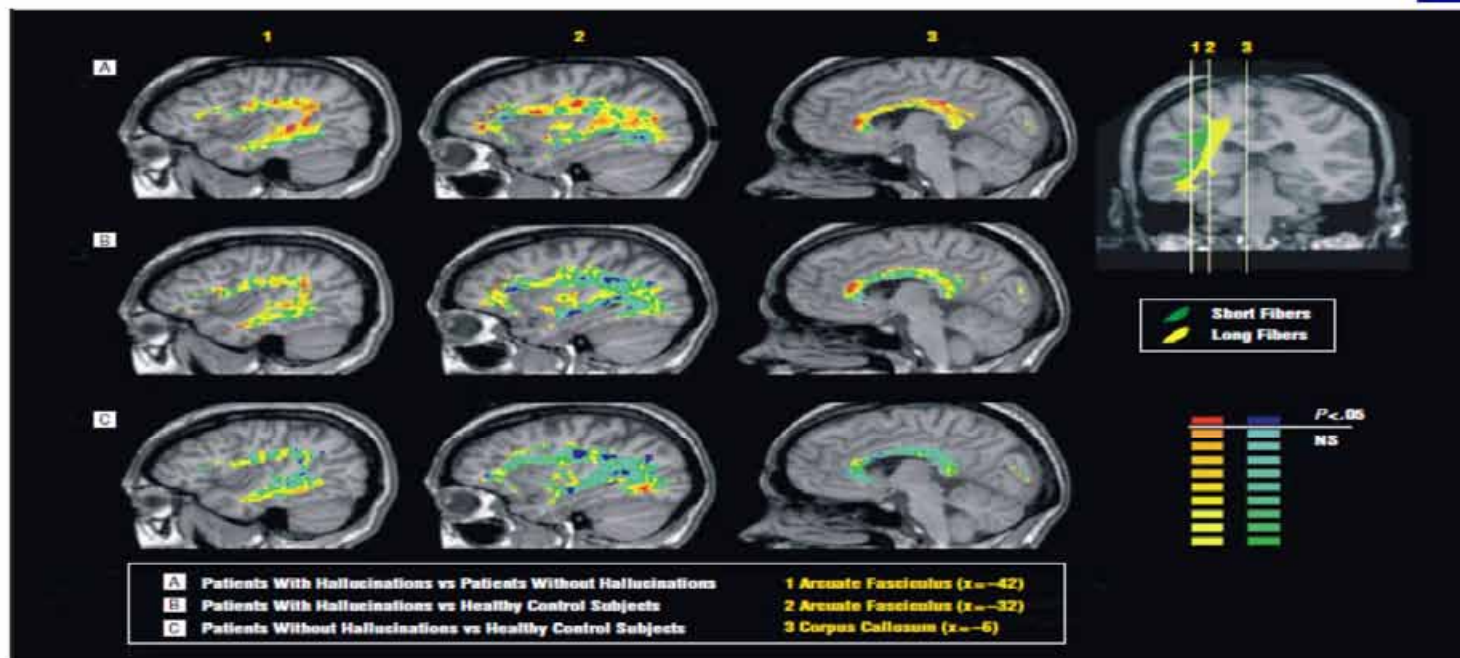 1 2 3
1 2 3
A
B
C
Short Fibers
Long Fibers
P<.05
NS
A Patients With Hallucinations vs Patients Without Hallucinations
B Patients With Hallucinations vs Healthy Control Subjects
C Patients Without Hallucinations vs Healthy Control Subjects
1 Arcuate Fasciculus (x=−42)
2 Arcuate Fasciculus (x=−32)
3 Corpus Callosum (x=−6)